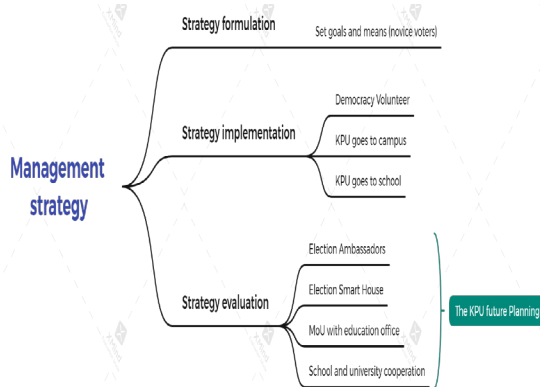 Strategy formulation
Set goals and means (novice voters)
Democracy Volunteer
Strategy implementation
KPU goes to campus
KPU goes to school
Management
strategy
Election Ambassadors
Election Smart House
Strategy evaluation
The KPU future Planning
MoU with education office
School and university cooperation